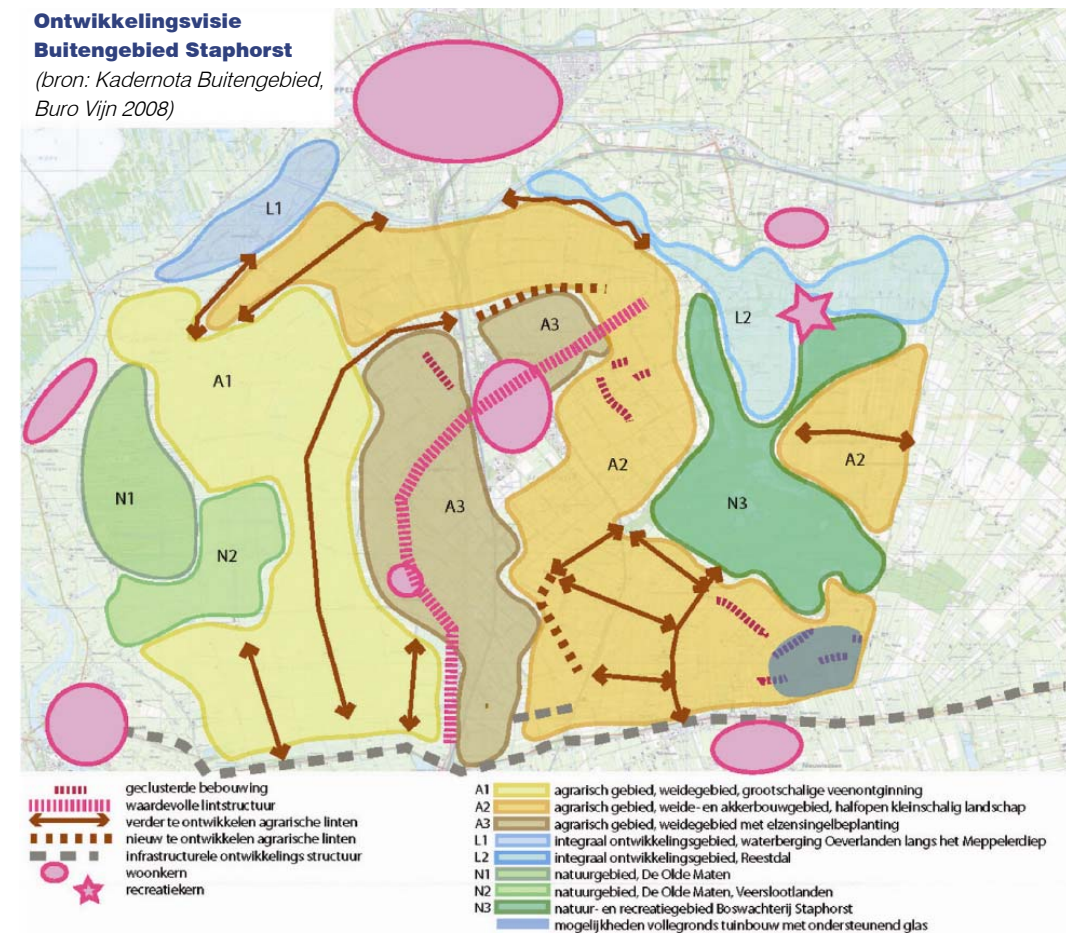 Ontwikkelingsvisie
Buitengebied Staphorst
(bron: Kadernota Buitengebied,
Buro Vijn 2008)
L1
A3
L2
A1
A2
A2
N1
A3
N3
N2
geclusterde bebouwing
waardevolle lintstructuur
verder te ontwikkelen agrarische linten
nieuw te ontwikkelen agrarische linten
infrastructurele ontwikkelings structuur
woonkern
recreatiekern
A1 agrarisch gebied, weidegebied, grootschalige veenontginning
A2 agrarisch gebied, weide- en akkerbouwgebied, halfopen kleinschalig landschap
A3 agrarisch gebied, weidegebied met elzensingelbeplanting
L1 integraal ontwikkelingsgebied, waterberging Oeverlanden langs het Meppelerdiep
L2 integraal ontwikkelingsgebied, Reestdal
N1 natuurgebied, De Olde Maten
N2 natuurgebied, De Olde Maten, Veerslootlanden
N3 natuur- en recreatiegebied Boswachterij Staphorst
mogelijkheden vollegronds tuinbouw met ondersteunend glas